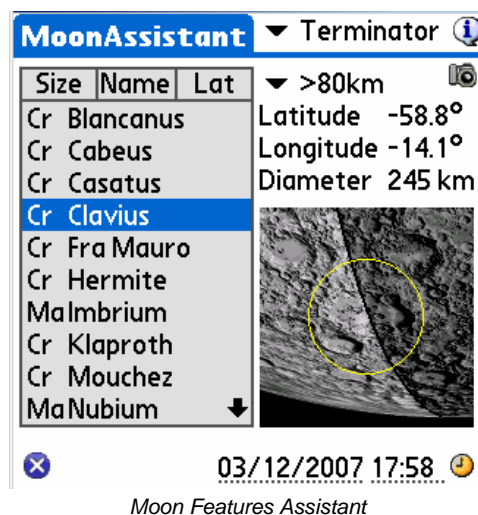 MoonAssistant Terminator
Size Name Lat
Cr Blancanus
Cr Cabeus
Cr Casatus
Cr Clavius
Cr Fra Mauro
Cr Hermite
Ma Imbrium
Cr Klaproth
Cr Mouchez
Ma Nubium
>80km
Latitude -58.8°
Longitude -14.1°
Diameter 245 km
03/12/2007 17:58
Moon Features Assistant